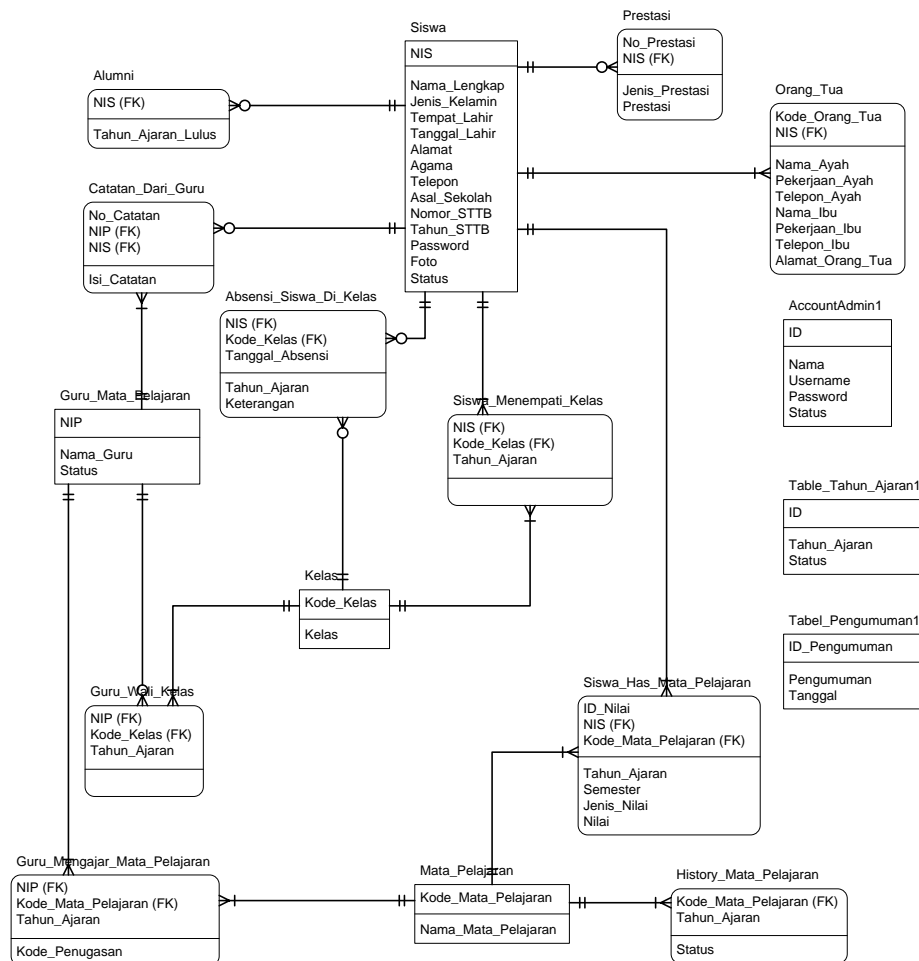 Siswa
NIS
Nama_Lengkap
Jenis_Kelamin
Tempat_Lahir
Tanggal_Lahir
Alamat
Agama
Telepon
Asal_Sekolah
Nomor_STTB
Tahun_STTB
Password
Foto
Status
Prestasi
No_Prestasi
NIS (FK)
Jenis_Prestasi
Prestasi
Alumni
NIS (FK)
Tahun_Ajaran_Lulus
Orang_Tua
Kode_Orang_Tua
NIS (FK)
Nama_Ayah
Pekerjaan_Ayah
Telepon_Ayah
Nama_Ibu
Pekerjaan_Ibu
Telepon_Ibu
Alamat_Orang_Tua
Catatan_Dari_Guru
No_Catatan
NIP (FK)
NIS (FK)
Isi_Catatan
Absensi_Siswa_Di_Kelas
NIS (FK)
Kode_Kelas (FK)
Tanggal_Absensi
Tahun_Ajaran
Keterangan
AccountAdmin1
ID
Nama
Username
Password
Status
Guru_Mata_Pelajaran
NIP
Nama_Guru
Status
Siswa_Menempati_Kelas
NIS (FK)
Kode_Kelas (FK)
Tahun_Ajaran
Table_Tahun_Ajaran1
ID
Tahun_Ajaran
Status
Kelas
Kode_Kelas
Kelas
Tabel_Pengumuman1
ID_Pengumuman
Pengumuman
Tanggal
Guru_Wali_Kelas
NIP (FK)
Kode_Kelas (FK)
Tahun_Ajaran
Siswa_Has_Mata_Pelajaran
ID_Nilai
NIS (FK)
Kode_Mata_Pelajaran (FK)
Tahun_Ajaran
Semester
Jenis_Nilai
Nilai
Guru_Mengajar_Mata_Pelajaran
NIP (FK)
Kode_Mata_Pelajaran (FK)
Tahun_Ajaran
Kode_Penugasan
Mata_Pelajaran
Kode_Mata_Pelajaran
Nama_Mata_Pelajaran
History_Mata_Pelajaran
Kode_Mata_Pelajaran (FK)
Tahun_Ajaran
Status